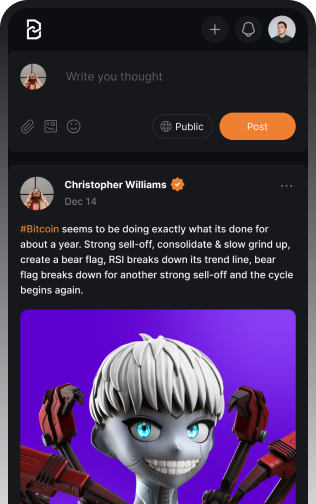 Write you thought
Public
Post
Christopher Williams
Dec 14
#Bitcoin seems to be doing exactly what its done for
about a year. Strong sell-off, consolidate & slow grind up,
create a bear flag, RSI breaks down its trend line, bear
flag breaks down for another strong sell-off and the cycle
begins again.